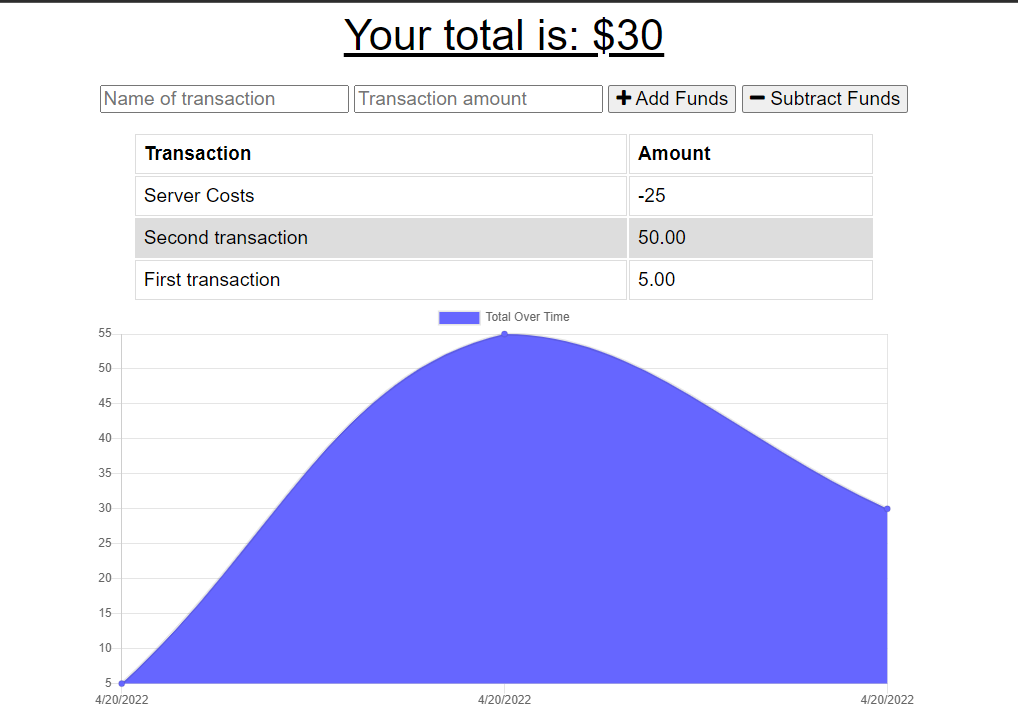 Your total is: $30
Name of transaction Transaction amount Add Funds Subtract Funds
Transaction Amount
Server Costs -25
Second transaction 50.00
First transaction 5.00
Total Over Time
55
50
45
40
35
30
25
20
15
10
5
4/20/2022 4/20/2022 4/20/2022